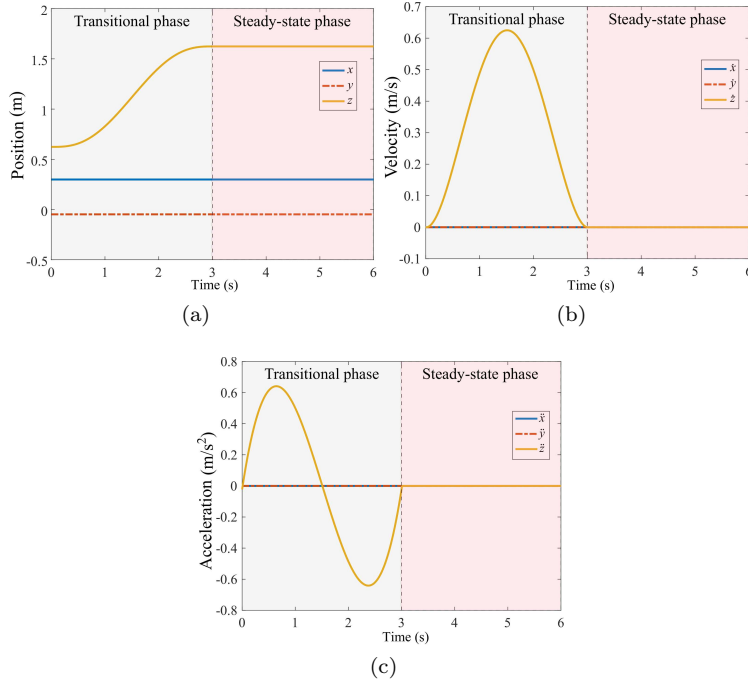 Transitional phase Steady-state phase
2
1.5
1
0.5
0
-0.5
Position (m)
x
y
z
0 1 2 3 4 5 6
Time (s)
(a)
Transitional phase Steady-state phase
0.7
0.6
0.5
0.4
0.3
0.2
0.1
0
-0.1
Velocity (m/s)
ẋ
ẏ
ż
0 1 2 3 4 5 6
Time (s)
(b)
Transitional phase Steady-state phase
0.8
0.6
0.4
0.2
0
-0.2
-0.4
-0.6
-0.8
Acceleration (m/s²)
ẍ
ÿ
z̈
0 1 2 3 4 5 6
Time (s)
(c)